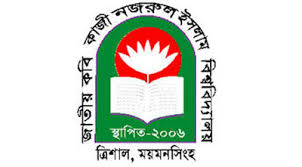 জাতীয় কবি কাজী নজরুল ইসলাম বিশ্ববিদ্যালয়
স্থাপিত-২০০৬
ত্রিশাল, ময়মনসিংহ